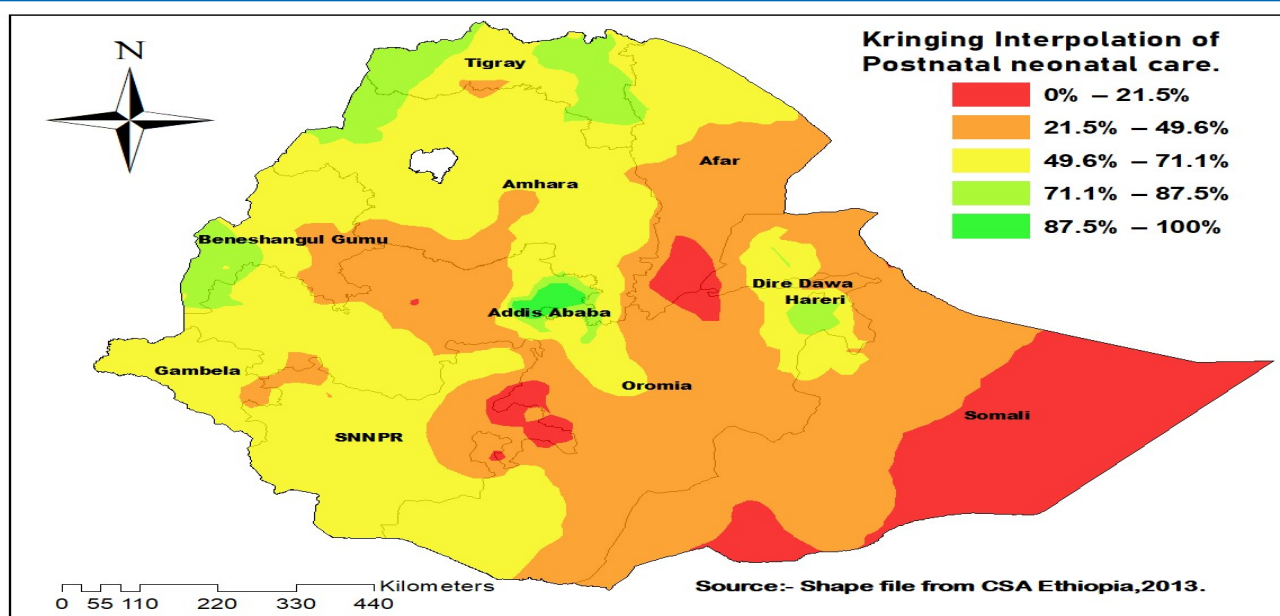 N
Kringing Interpolation of
Postnatal neonatal care.
0% – 21.5%
21.5% – 49.6%
49.6% – 71.1%
71.1% – 87.5%
87.5% – 100%
Tigray
Afar
Amhara
Beneshangul Gumu
Dire Dawa
Hareri
Addis Ababa
Gambela
Oromia
Somali
SNNPR
Kilometers
0 55 110 220 330 440
Source:- Shape file from CSA Ethiopia,2013.